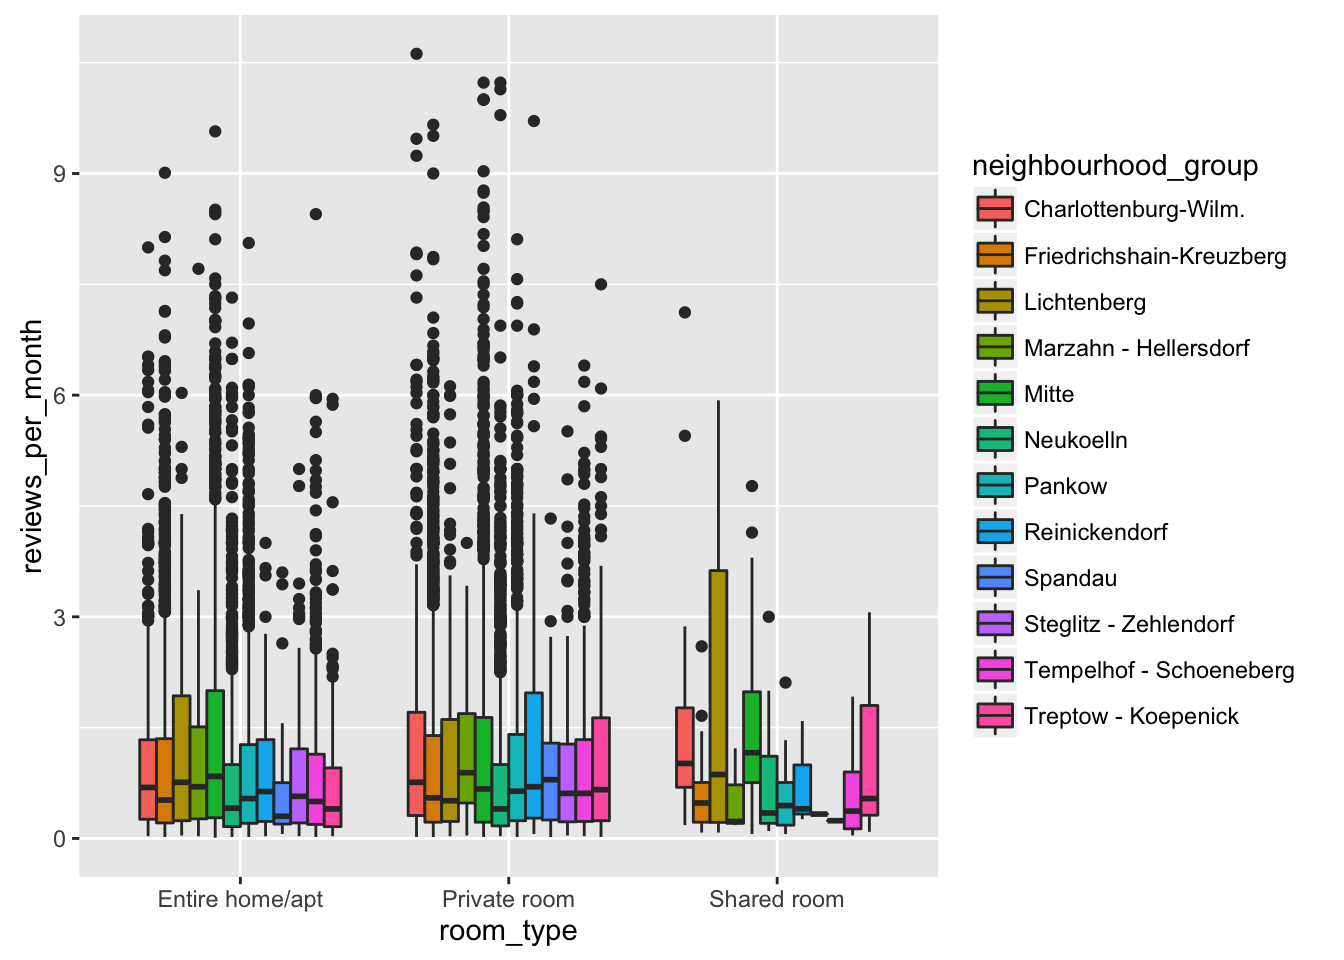 reviews_per_month
9
6
3
0
Entire home/apt
Private room
Shared room
room_type
neighbourhood_group
Charlottenburg-Wilm.
Friedrichshain-Kreuzberg
Lichtenberg
Marzahn - Hellersdorf
Mitte
Neukoelln
Pankow
Reinickendorf
Spandau
Steglitz - Zehlendorf
Tempelhof - Schoeneberg
Treptow - Koepenick